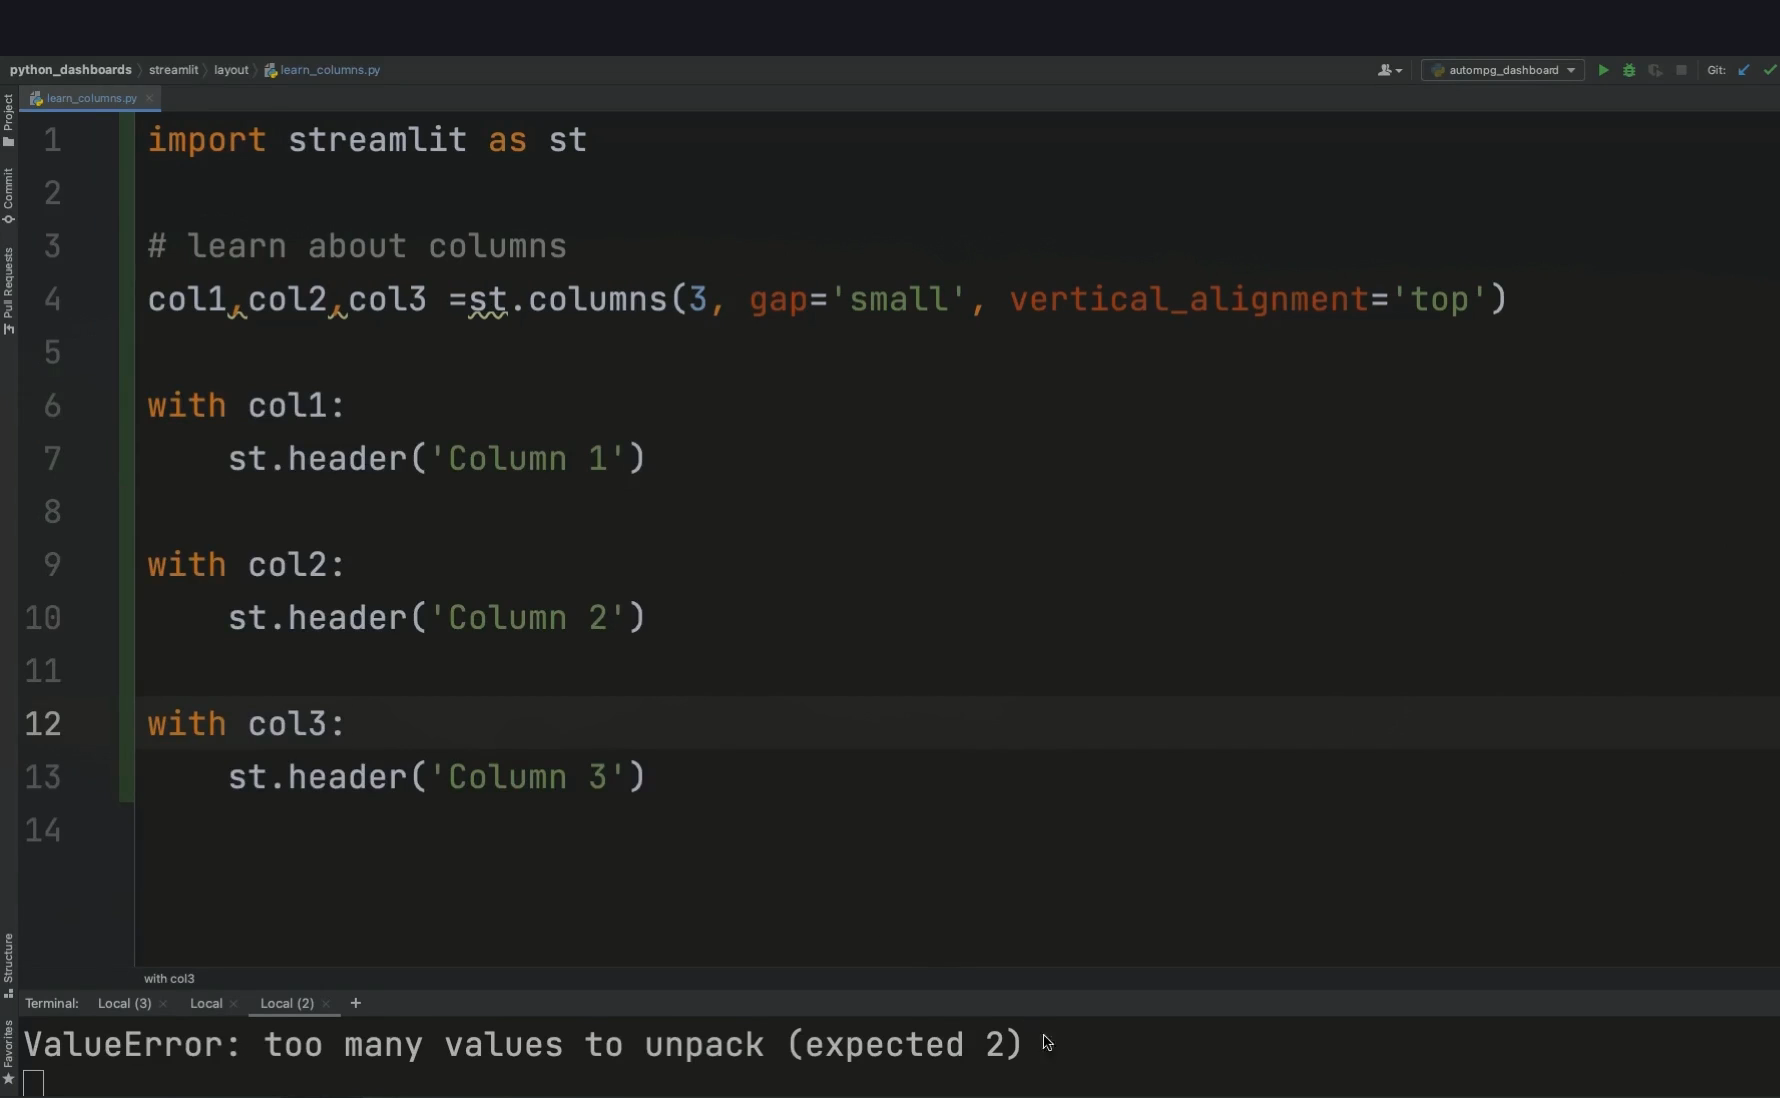 python_dashboards streamlit layout learn_columns.py autompg_dashboard Git:
learn_columns.py
Project
Commit
Pull Requests
Structure
Favorites
1 import streamlit as st
2
3 # learn about columns
4 col1,col2,col3 =st.columns(3, gap='small', vertical_alignment='top')
5
6 with col1:
7 st.header('Column 1')
8
9 with col2:
10 st.header('Column 2')
11
12 with col3:
13 st.header('Column 3')
14
with col3
Terminal: Local (3) Local Local (2) +
ValueError: too many values to unpack (expected 2)